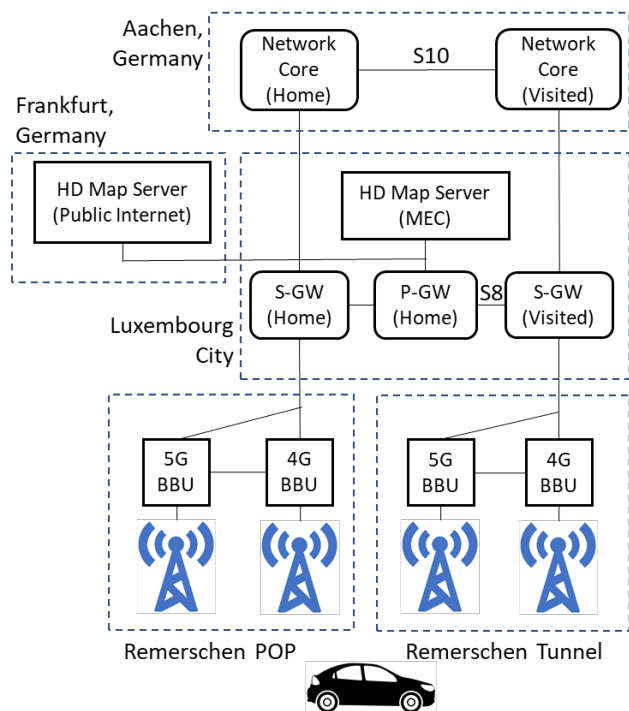 Aachen,
Germany
Network
Core
(Home)
S10
Network
Core
(Visited)
Frankfurt,
Germany
HD Map Server
(Public Internet)
HD Map Server
(MEC)
S-GW
(Home)
P-GW
(Home)
S8
S-GW
(Visited)
Luxembourg
City
5G
BBU
4G
BBU
5G
BBU
4G
BBU
Remerschen POP
Remerschen Tunnel